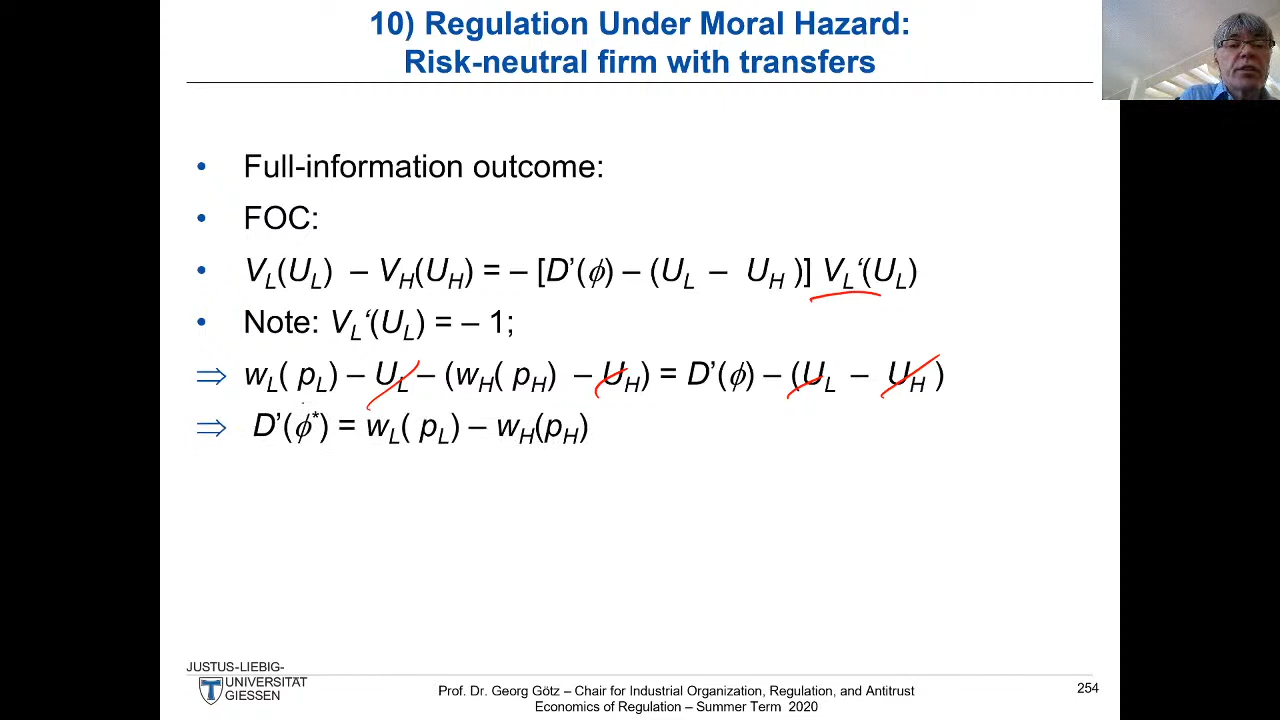 10) Regulation Under Moral Hazard:
Risk-neutral firm with transfers
• Full-information outcome:
• FOC:
• V_L(U_L) – V_H(U_H) = – [D’(ϕ) – (U_L – U_H )] V_L‘(U_L)
• Note: V_L‘(U_L) = – 1;
⇒ w_L( p_L) – U_L – (w_H( p_H) – U_H) = D’(ϕ) – (U_L – U_H )
⇒ D’(ϕ*) = w_L( p_L) – w_H(p_H)
JUSTUS-LIEBIG-
UNIVERSITÄT
GIESSEN
Prof. Dr. Georg Götz – Chair for Industrial Organization, Regulation, and Antitrust
Economics of Regulation – Summer Term 2020
254